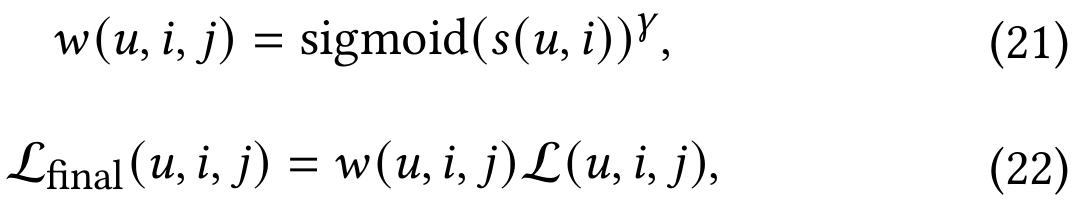 w(u, i, j) = sigmoid(s(u, i))^γ, (21)
ℒ_final(u, i, j) = w(u, i, j)ℒ(u, i, j), (22)